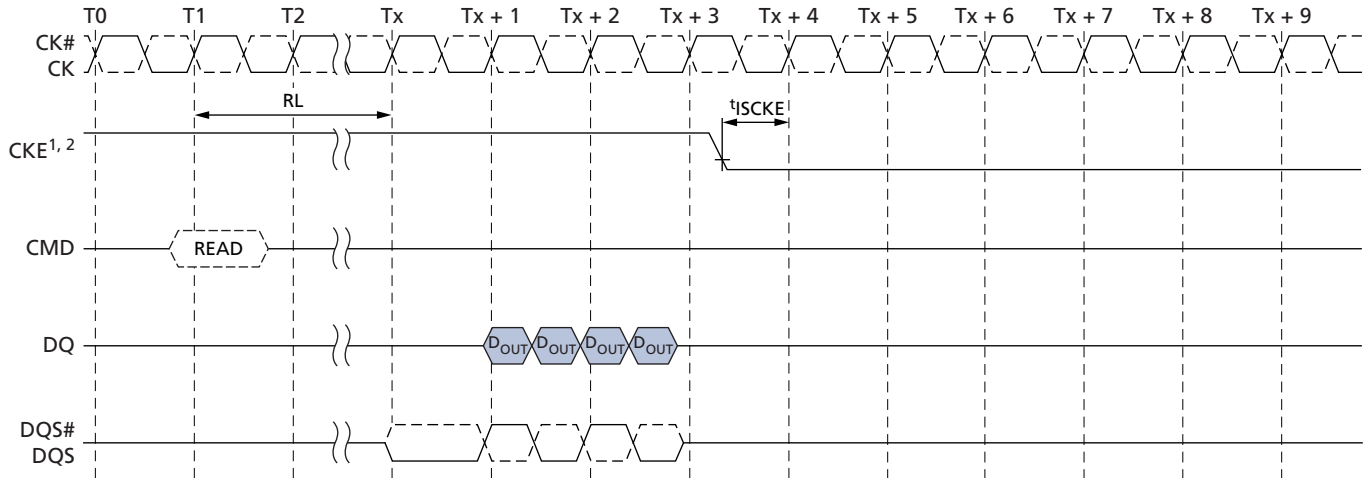 T0 T1 T2 Tx Tx + 1 Tx + 2 Tx + 3 Tx + 4 Tx + 5 Tx + 6 Tx + 7 Tx + 8 Tx + 9
CK#
CK
RL
tISCKE
CKE1, 2
CMD READ
DQ DOUT DOUT DOUT DOUT
DQS#
DQS